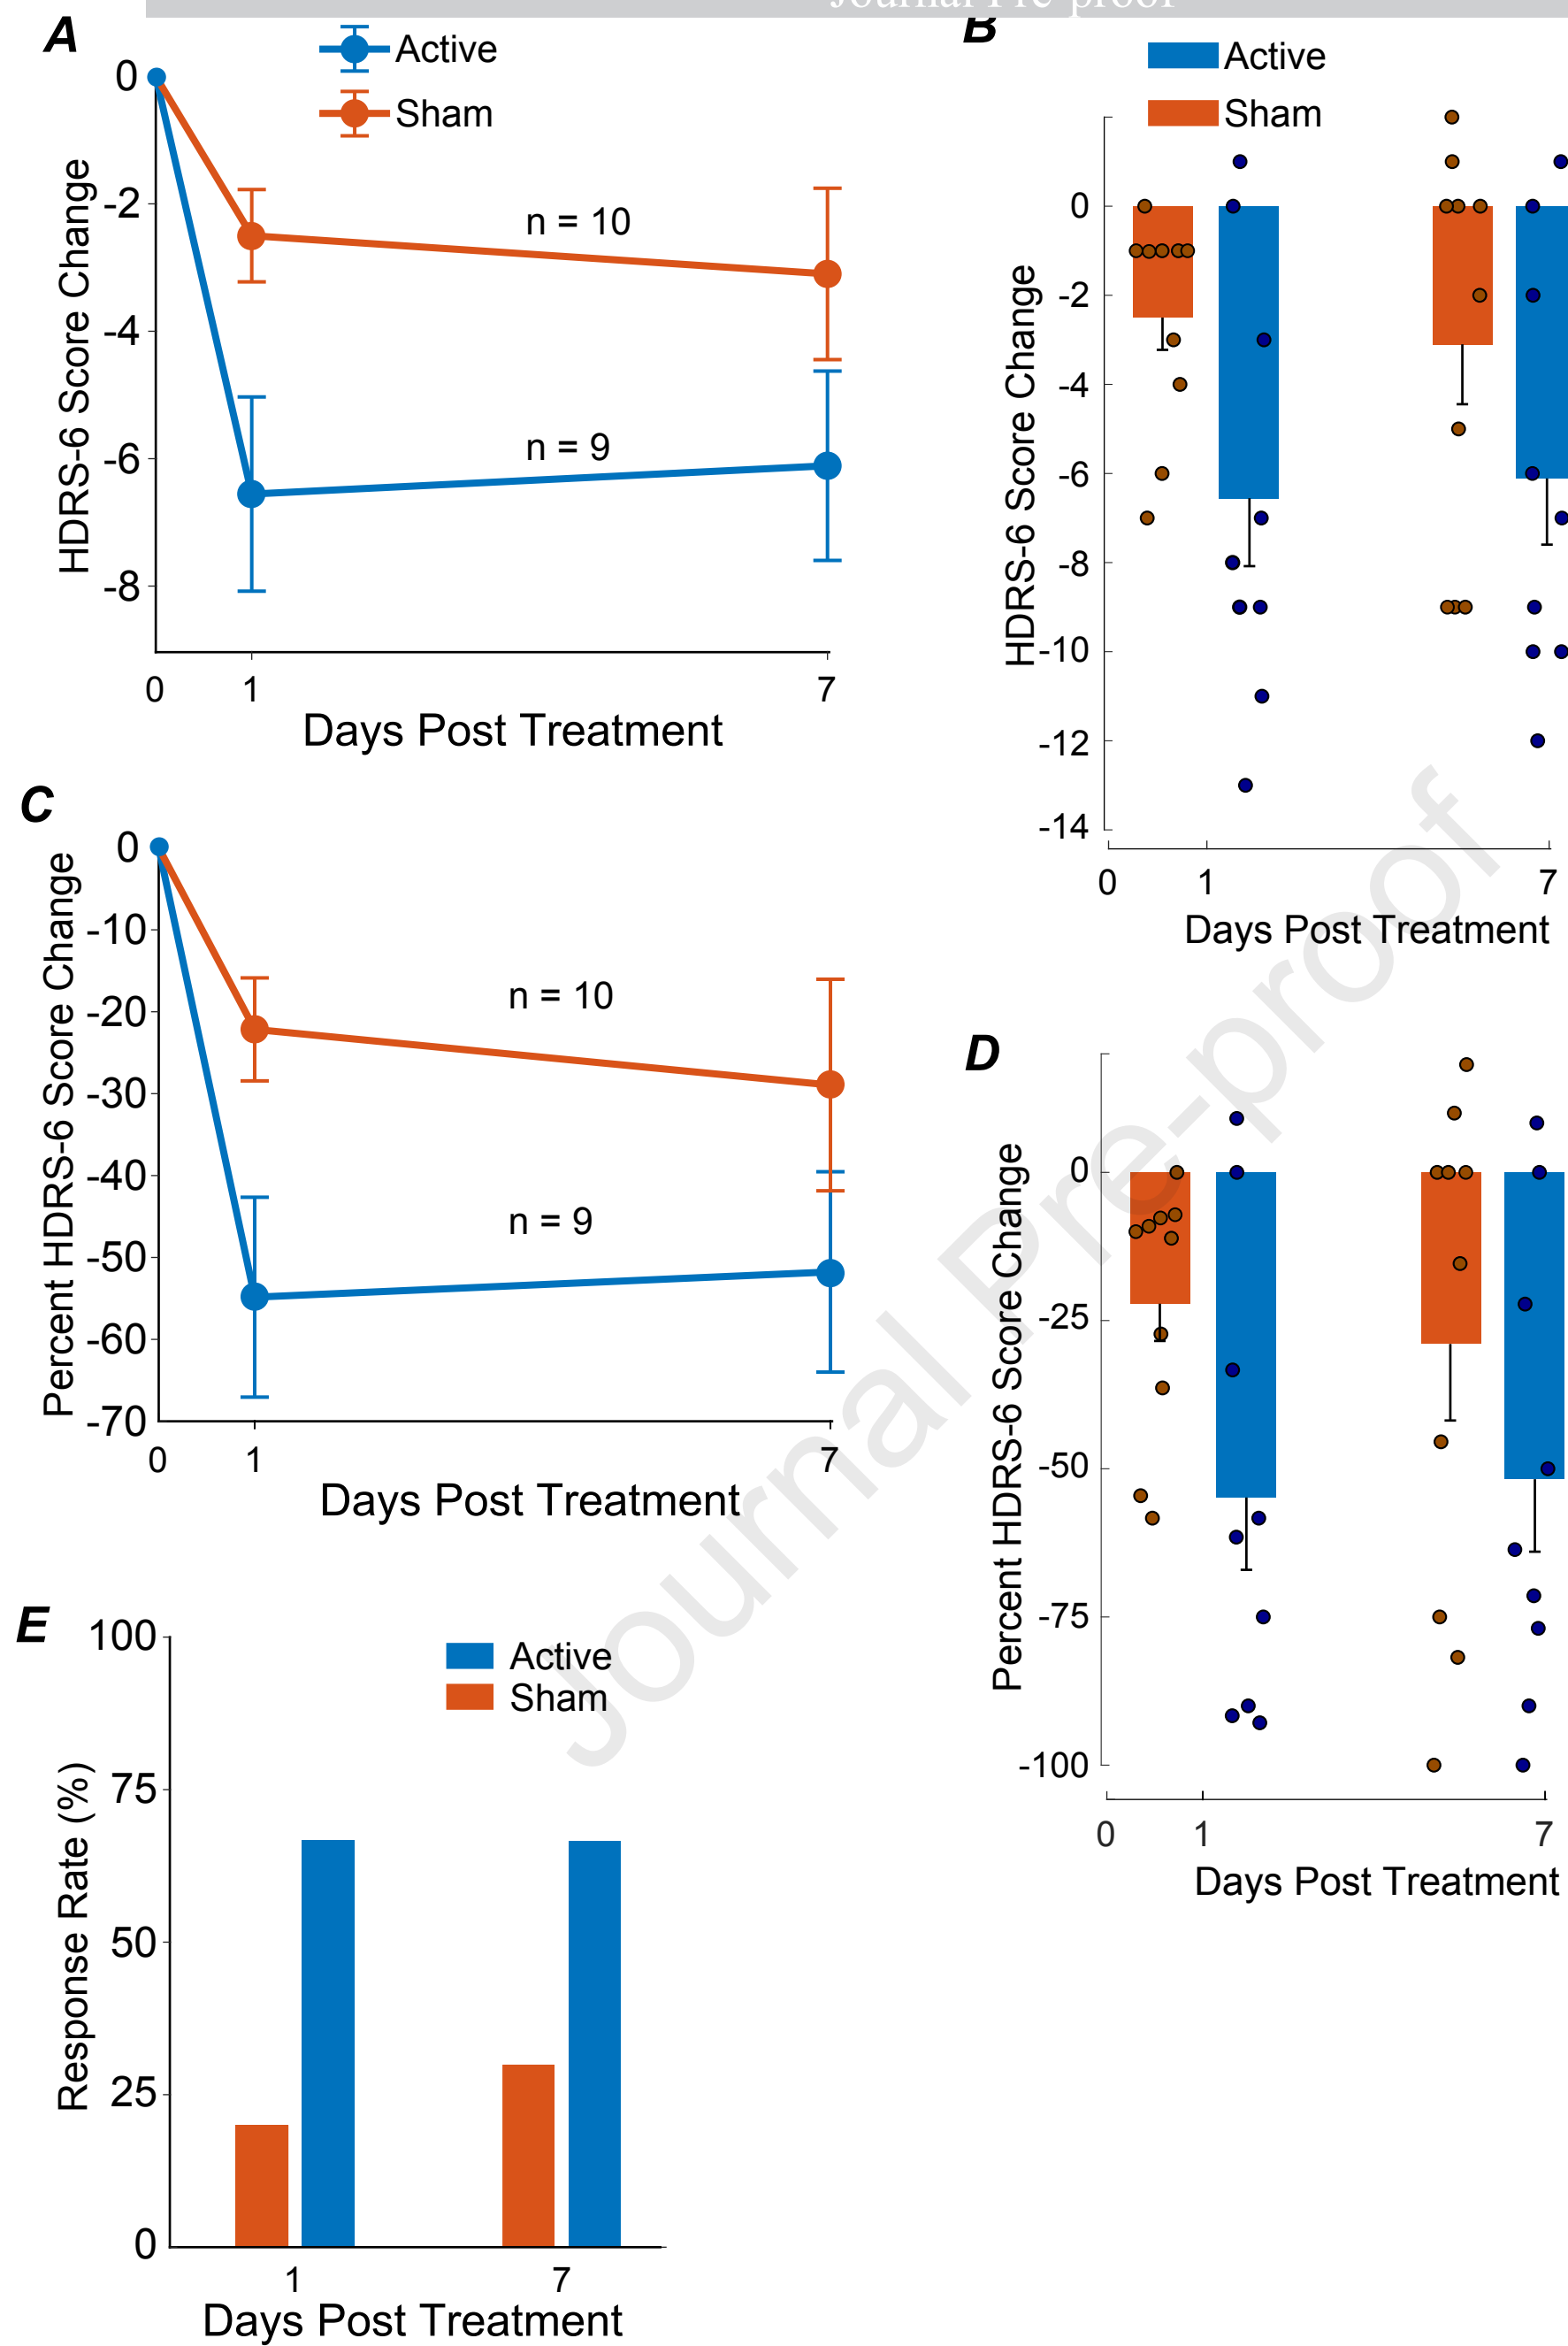 Journal Pre-proof
A
Active
Sham
0
-2
-4
-6
-8
HDRS-6 Score Change
n = 10
n = 9
0 1 7
Days Post Treatment
B
Active
Sham
0
-2
-4
-6
-8
-10
-12
-14
HDRS-6 Score Change
0 1 7
Days Post Treatment
C
0
-10
-20
-30
-40
-50
-60
-70
Percent HDRS-6 Score Change
n = 10
n = 9
0 1 7
Days Post Treatment
D
0
-25
-50
-75
-100
Percent HDRS-6 Score Change
0 1 7
Days Post Treatment
E
100
75
50
25
0
Response Rate (%)
Active
Sham
1 7
Days Post Treatment
Journal Pre-proof